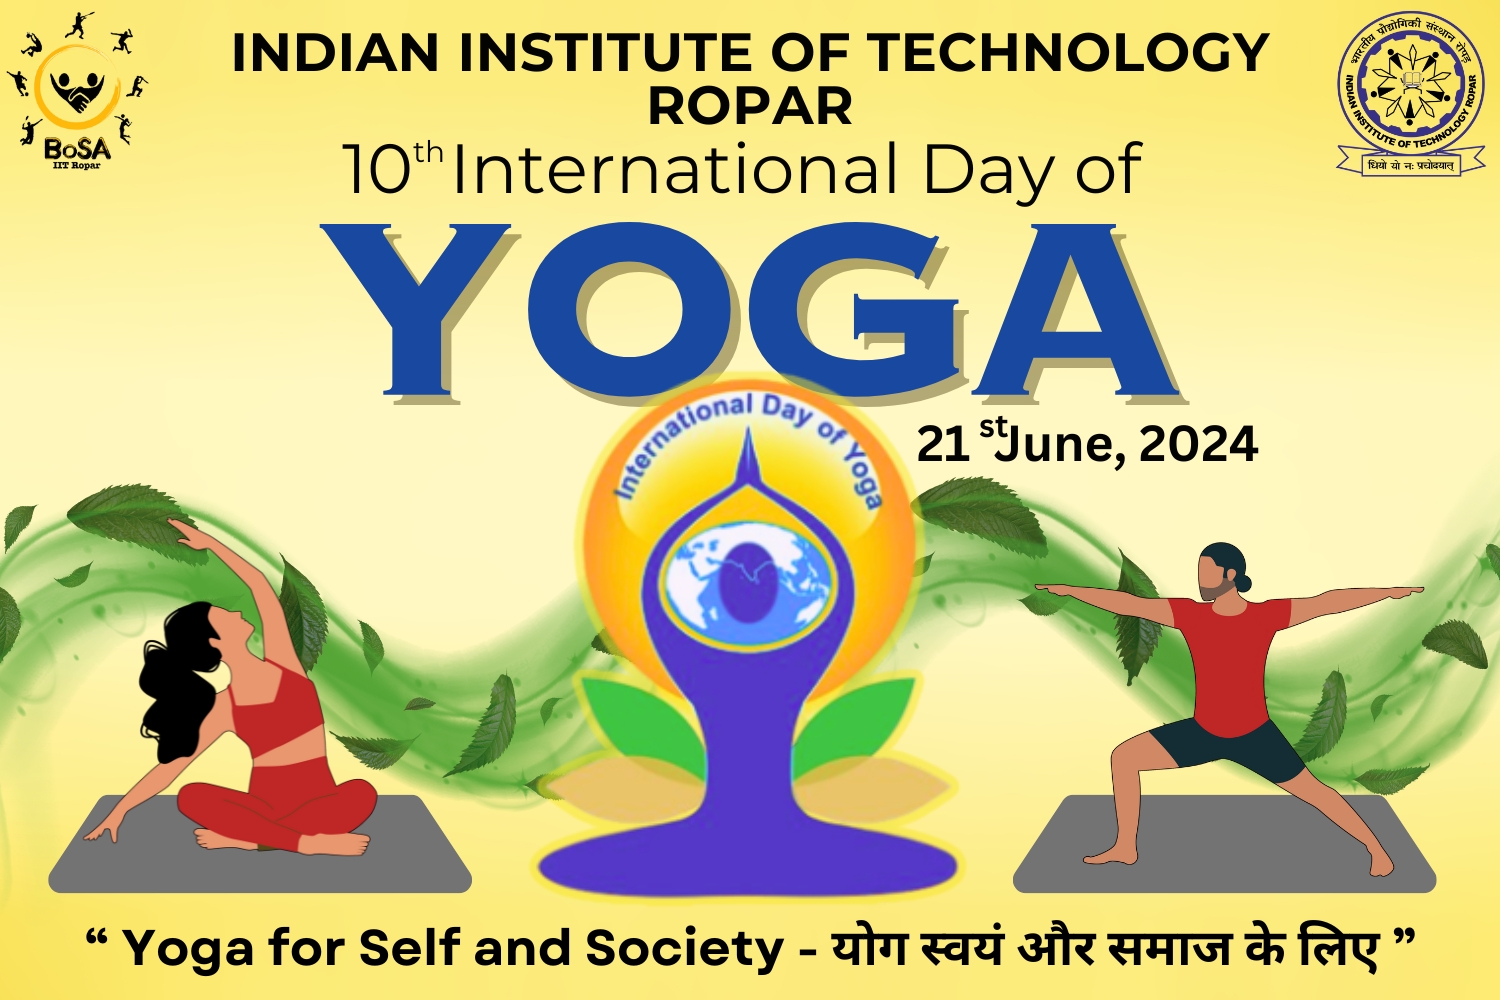 INDIAN INSTITUTE OF TECHNOLOGY
ROPAR
10th International Day of
YOGA
21st June, 2024
BoSA
IIT Ropar
भारतीय प्रौद्योगिकी संस्थान रोपड़
INDIAN INSTITUTE OF TECHNOLOGY ROPAR
धियो यो नः प्रचोदयात्
International Day of Yoga
“ Yoga for Self and Society - योग स्वयं और समाज के लिए ”